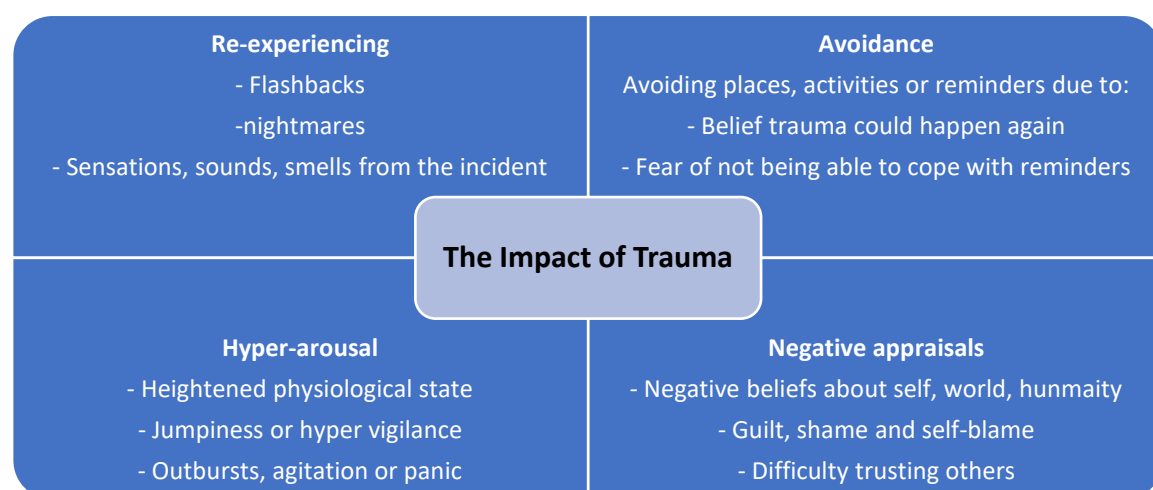 Re-experiencing
- Flashbacks
-nightmares
- Sensations, sounds, smells from the incident
Avoidance
Avoiding places, activities or reminders due to:
- Belief trauma could happen again
- Fear of not being able to cope with reminders
The Impact of Trauma
Hyper-arousal
- Heightened physiological state
- Jumpiness or hyper vigilance
- Outbursts, agitation or panic
Negative appraisals
- Negative beliefs about self, world, hunmaity
- Guilt, shame and self-blame
- Difficulty trusting others